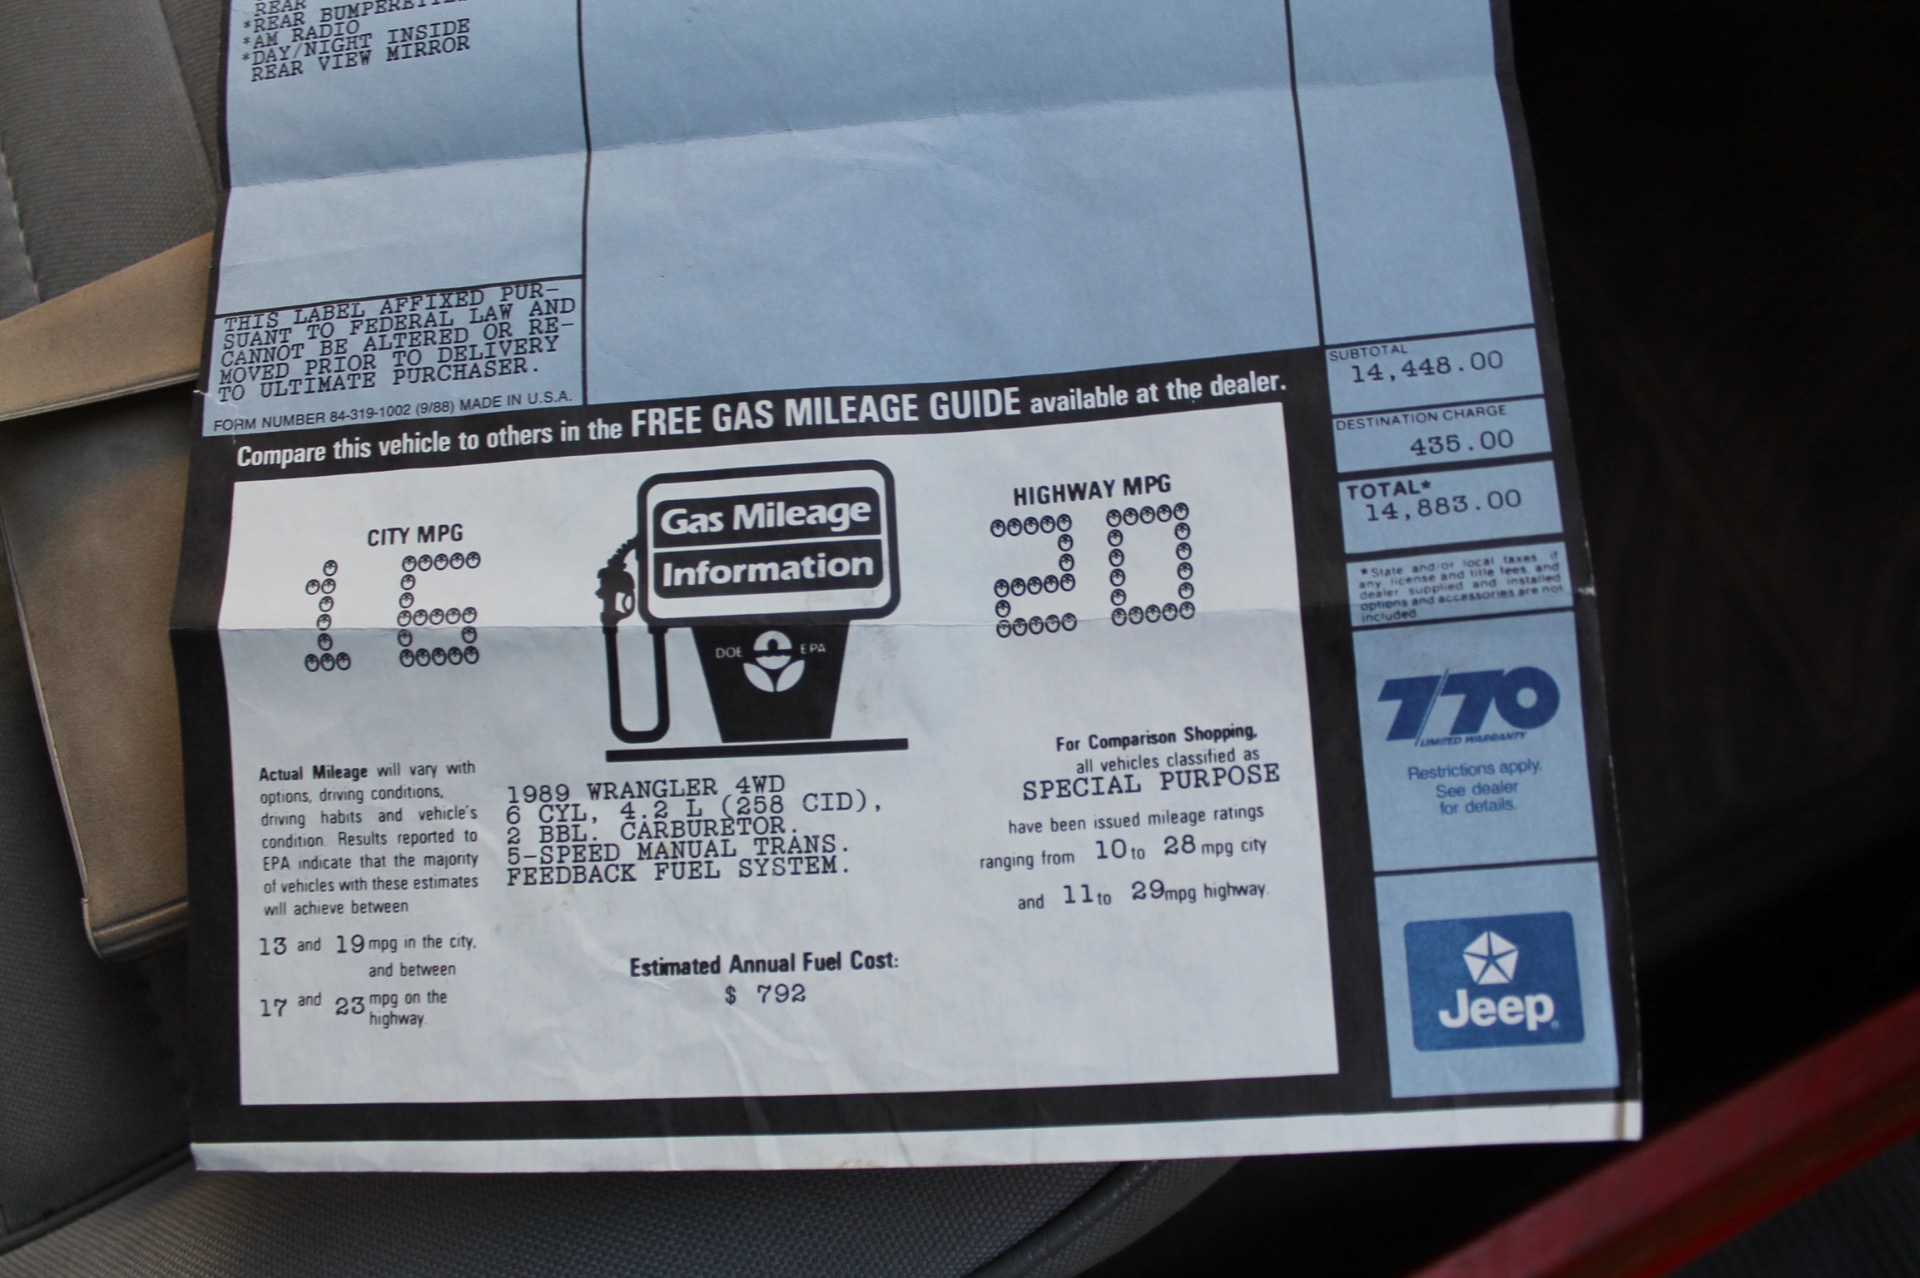 REAR
*REAR BUMPERETTES
*AM RADIO
*DAY/NIGHT INSIDE
REAR VIEW MIRROR
THIS LABEL AFFIXED PUR-
SUANT TO FEDERAL LAW AND
CANNOT BE ALTERED OR RE-
MOVED PRIOR TO DELIVERY
TO ULTIMATE PURCHASER.
FORM NUMBER 84-319-1002 (9/88) MADE IN U.S.A.
SUBTOTAL
14,448.00
DESTINATION CHARGE
435.00
TOTAL*
14,883.00
*State and/or local taxes, if
any, license and title fees and
dealer supplied and installed
options and accessories are not
included.
7/70
LIMITED WARRANTY
Restrictions apply.
See dealer
for details.
Jeep
Compare this vehicle to others in the FREE GAS MILEAGE GUIDE available at the dealer.
CITY MPG
16
Gas Mileage
Information
DOE EPA
HIGHWAY MPG
20
Actual Mileage will vary with
options, driving conditions,
driving habits and vehicle's
condition. Results reported to
EPA indicate that the majority
of vehicles with these estimates
will achieve between
13 and 19 mpg in the city,
and between
17 and 23 mpg on the
highway.
1989 WRANGLER 4WD
6 CYL, 4.2 L (258 CID),
2 BBL. CARBURETOR.
5-SPEED MANUAL TRANS.
FEEDBACK FUEL SYSTEM.
Estimated Annual Fuel Cost:
$ 792
For Comparison Shopping,
all vehicles classified as
SPECIAL PURPOSE
have been issued mileage ratings
ranging from 10 to 28 mpg city
and 11 to 29 mpg highway.